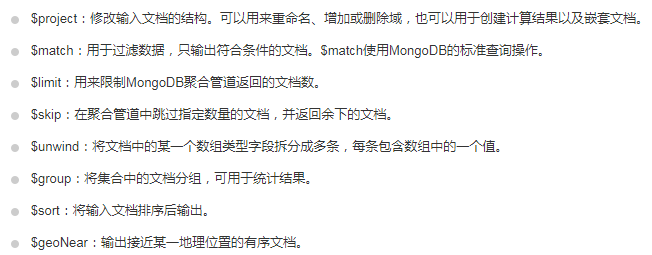 $project：修改输入文档的结构。可以用来重命名、增加或删除域，也可以用于创建计算结果以及嵌套文档。
$match：用于过滤数据，只输出符合条件的文档。$match使用MongoDB的标准查询操作。
$limit：用来限制MongoDB聚合管道返回的文档数。
$skip：在聚合管道中跳过指定数量的文档，并返回余下的文档。
$unwind：将文档中的某一个数组类型字段拆分成多条，每条包含数组中的一个值。
$group：将集合中的文档分组，可用于统计结果。
$sort：将输入文档排序后输出。
$geoNear：输出接近某一地理位置的有序文档。